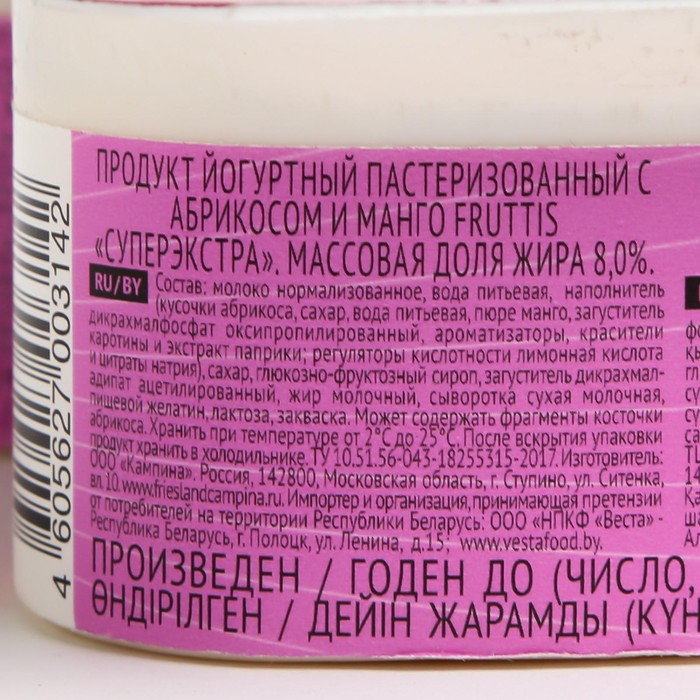 ПРОДУКТ ЙОГУРТНЫЙ ПАСТЕРИЗОВАННЫЙ С
АБРИКОСОМ И МАНГО FRUTTIS
«СУПЕРЭКСТРА». МАССОВАЯ ДОЛЯ ЖИРА 8,0%.
RU/BY Состав: молоко нормализованное, вода питьевая, наполнитель
(кусочки абрикоса, сахар, вода питьевая, пюре манго, загуститель
дикрахмалфосфат оксипропилированный, ароматизаторы, красители
каротины и экстракт паприки; регуляторы кислотности лимонная кислота
и цитраты натрия), сахар, глюкозно-фруктозный сироп, загуститель дикрахмал-
адипат ацетилированный, жир молочный, сыворотка сухая молочная,
пищевой желатин, лактоза, закваска. Может содержать фрагменты косточки
абрикоса. Хранить при температуре от 2°С до 25°С. После вскрытия упаковки
продукт хранить в холодильнике. ТУ 10.51.56-043-18255315-2017. Изготовитель:
ООО «Кампина». Россия, 142800, Московская область, г. Ступино, ул. Ситенка,
вл. 10. www.frieslandcampina.ru. Импортер и организация, принимающая претензии
от потребителей на территории Республики Беларусь: ООО «НПКФ «Веста» -
Республика Беларусь, г. Полоцк, ул. Ленина, д.15; www.vestafood.by.
ПРОИЗВЕДЕН / ГОДЕН ДО (ЧИСЛО,
ӨНДІРІЛГЕН / ДЕЙІН ЖАРАМДЫ (КҮН
4 605627 003142